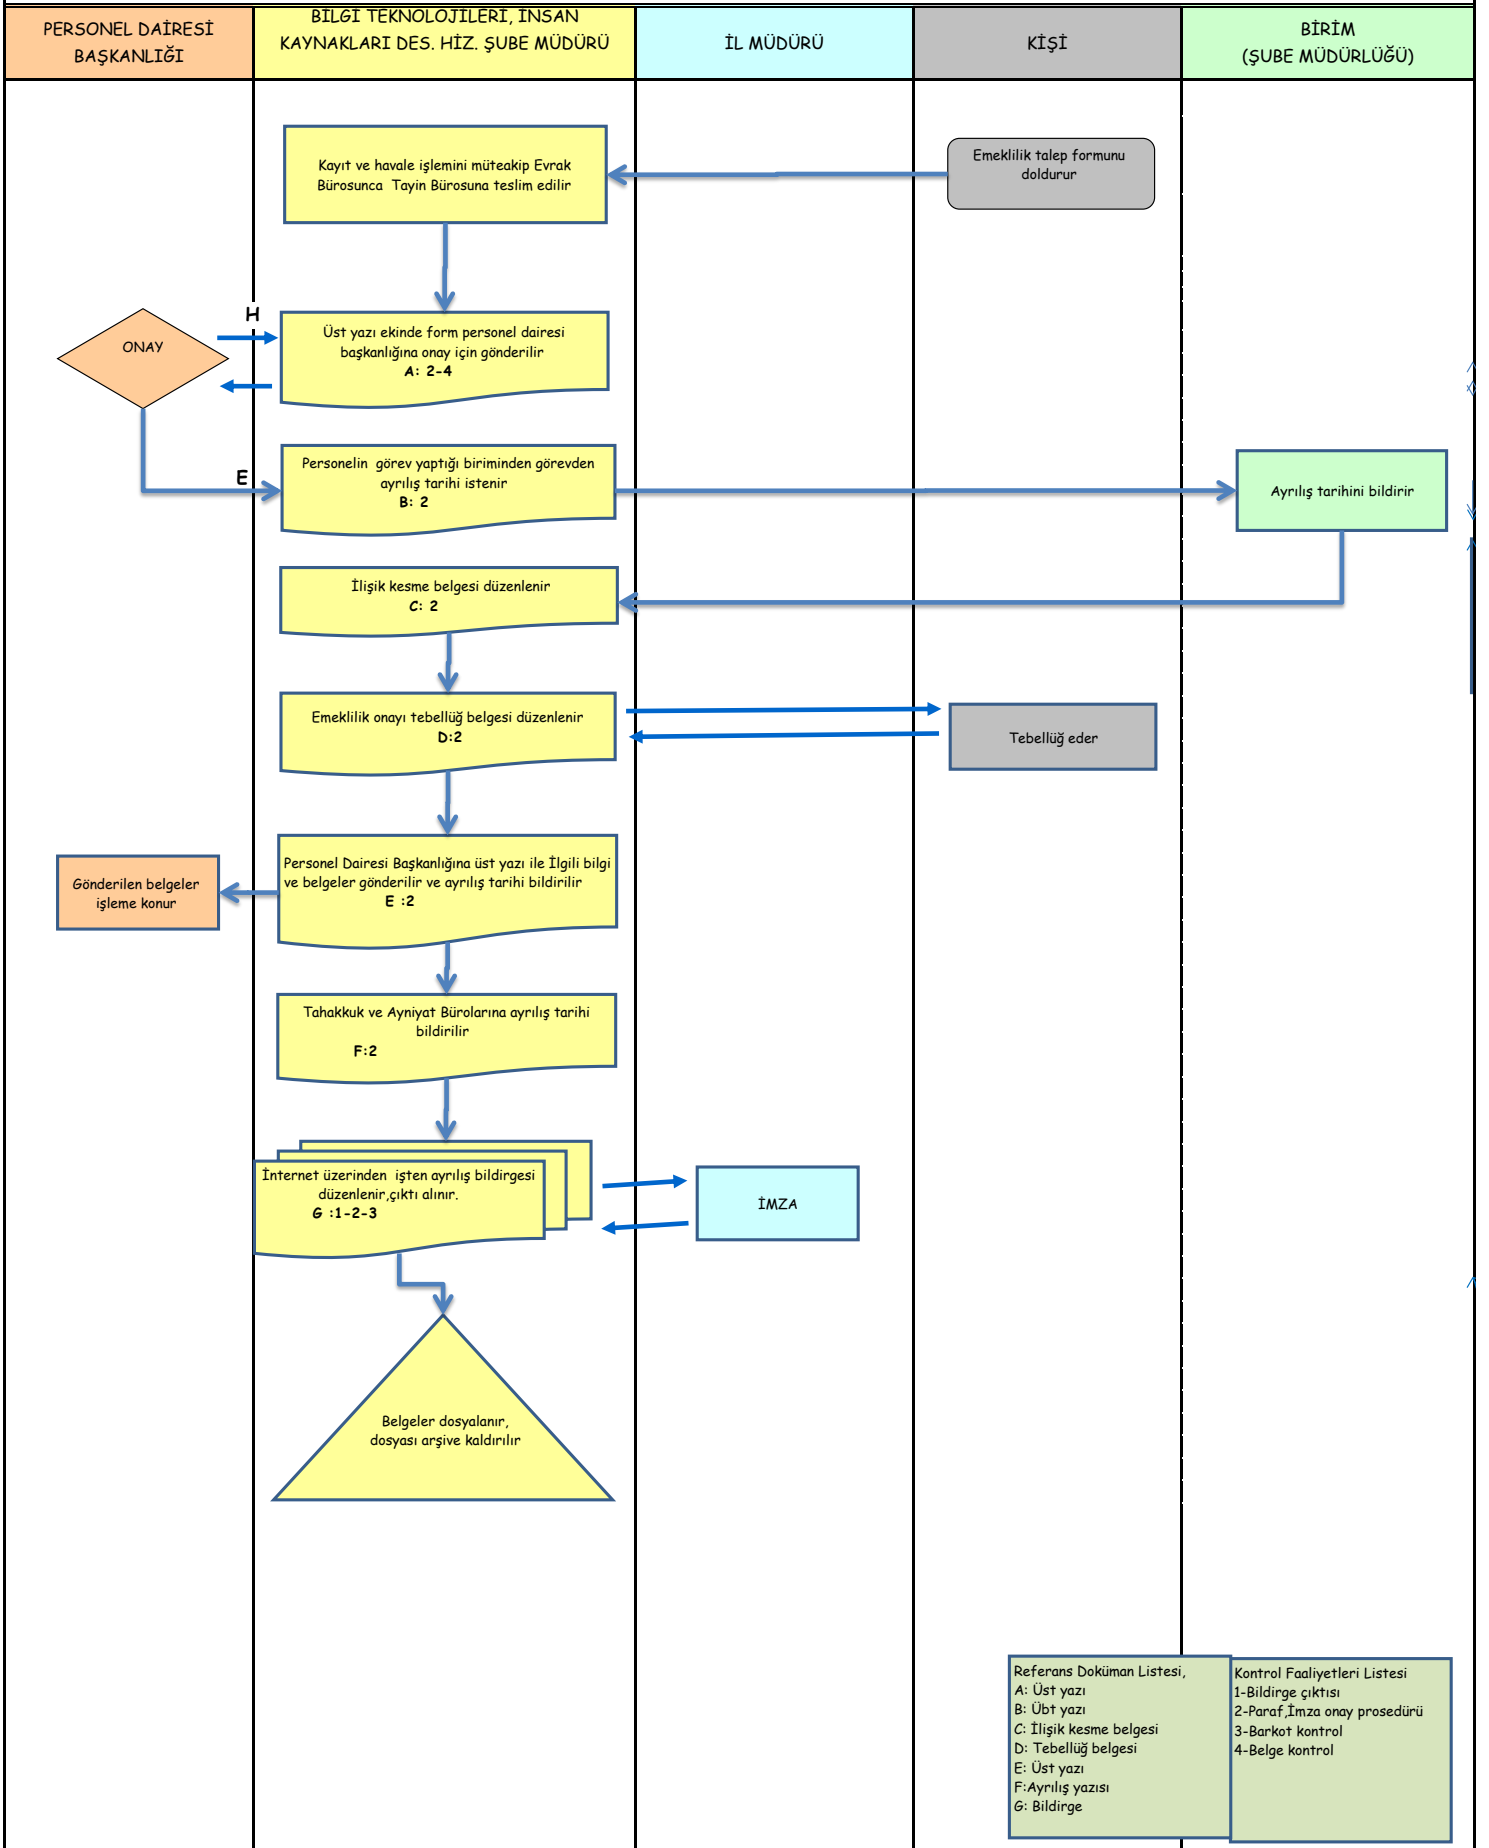 PERSONEL DAİRESİ
BAŞKANLIĞI
BİLGİ TEKNOLOJİLERİ, İNSAN
KAYNAKLARI DES. HİZ. ŞUBE MÜDÜRÜ
İL MÜDÜRÜ
KİŞİ
BİRİM
(ŞUBE MÜDÜRLÜĞÜ)
Kayıt ve havale işlemini müteakip Evrak
Bürosunca Tayin Bürosuna teslim edilir
Emeklilik talep formunu
doldurur
H
ONAY
Üst yazı ekinde form personel dairesi
başkanlığına onay için gönderilir
A: 2-4
E
Personelin görev yaptığı biriminden görevden
ayrılış tarihi istenir
B: 2
Ayrılış tarihini bildirir
İlişik kesme belgesi düzenlenir
C: 2
Emeklilik onayı tebellüğ belgesi düzenlenir
D:2
Tebellüğ eder
Personel Dairesi Başkanlığına üst yazı ile İlgili bilgi
ve belgeler gönderilir ve ayrılış tarihi bildirilir
E :2
Gönderilen belgeler
işleme konur
Tahakkuk ve Ayniyat Bürolarına ayrılış tarihi
bildirilir
F:2
İnternet üzerinden işten ayrılış bildirgesi
düzenlenir,çıktı alınır.
G :1-2-3
İMZA
Belgeler dosyalanır,
dosyası arşive kaldırılır
Referans Doküman Listesi,
A: Üst yazı
B: Übt yazı
C: İlişik kesme belgesi
D: Tebellüğ belgesi
E: Üst yazı
F:Ayrılış yazısı
G: Bildirge
Kontrol Faaliyetleri Listesi
1-Bildirge çıktısı
2-Paraf,İmza onay prosedürü
3-Barkot kontrol
4-Belge kontrol